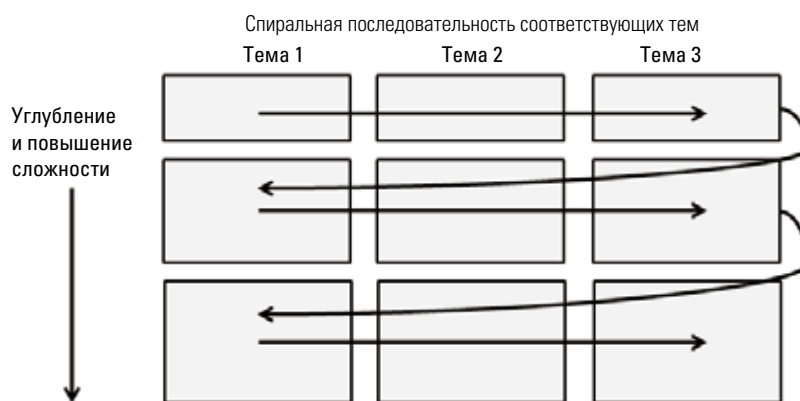 Спиральная последовательность соответствующих тем
Тема 1 Тема 2 Тема 3
Углубление
и повышение
сложности